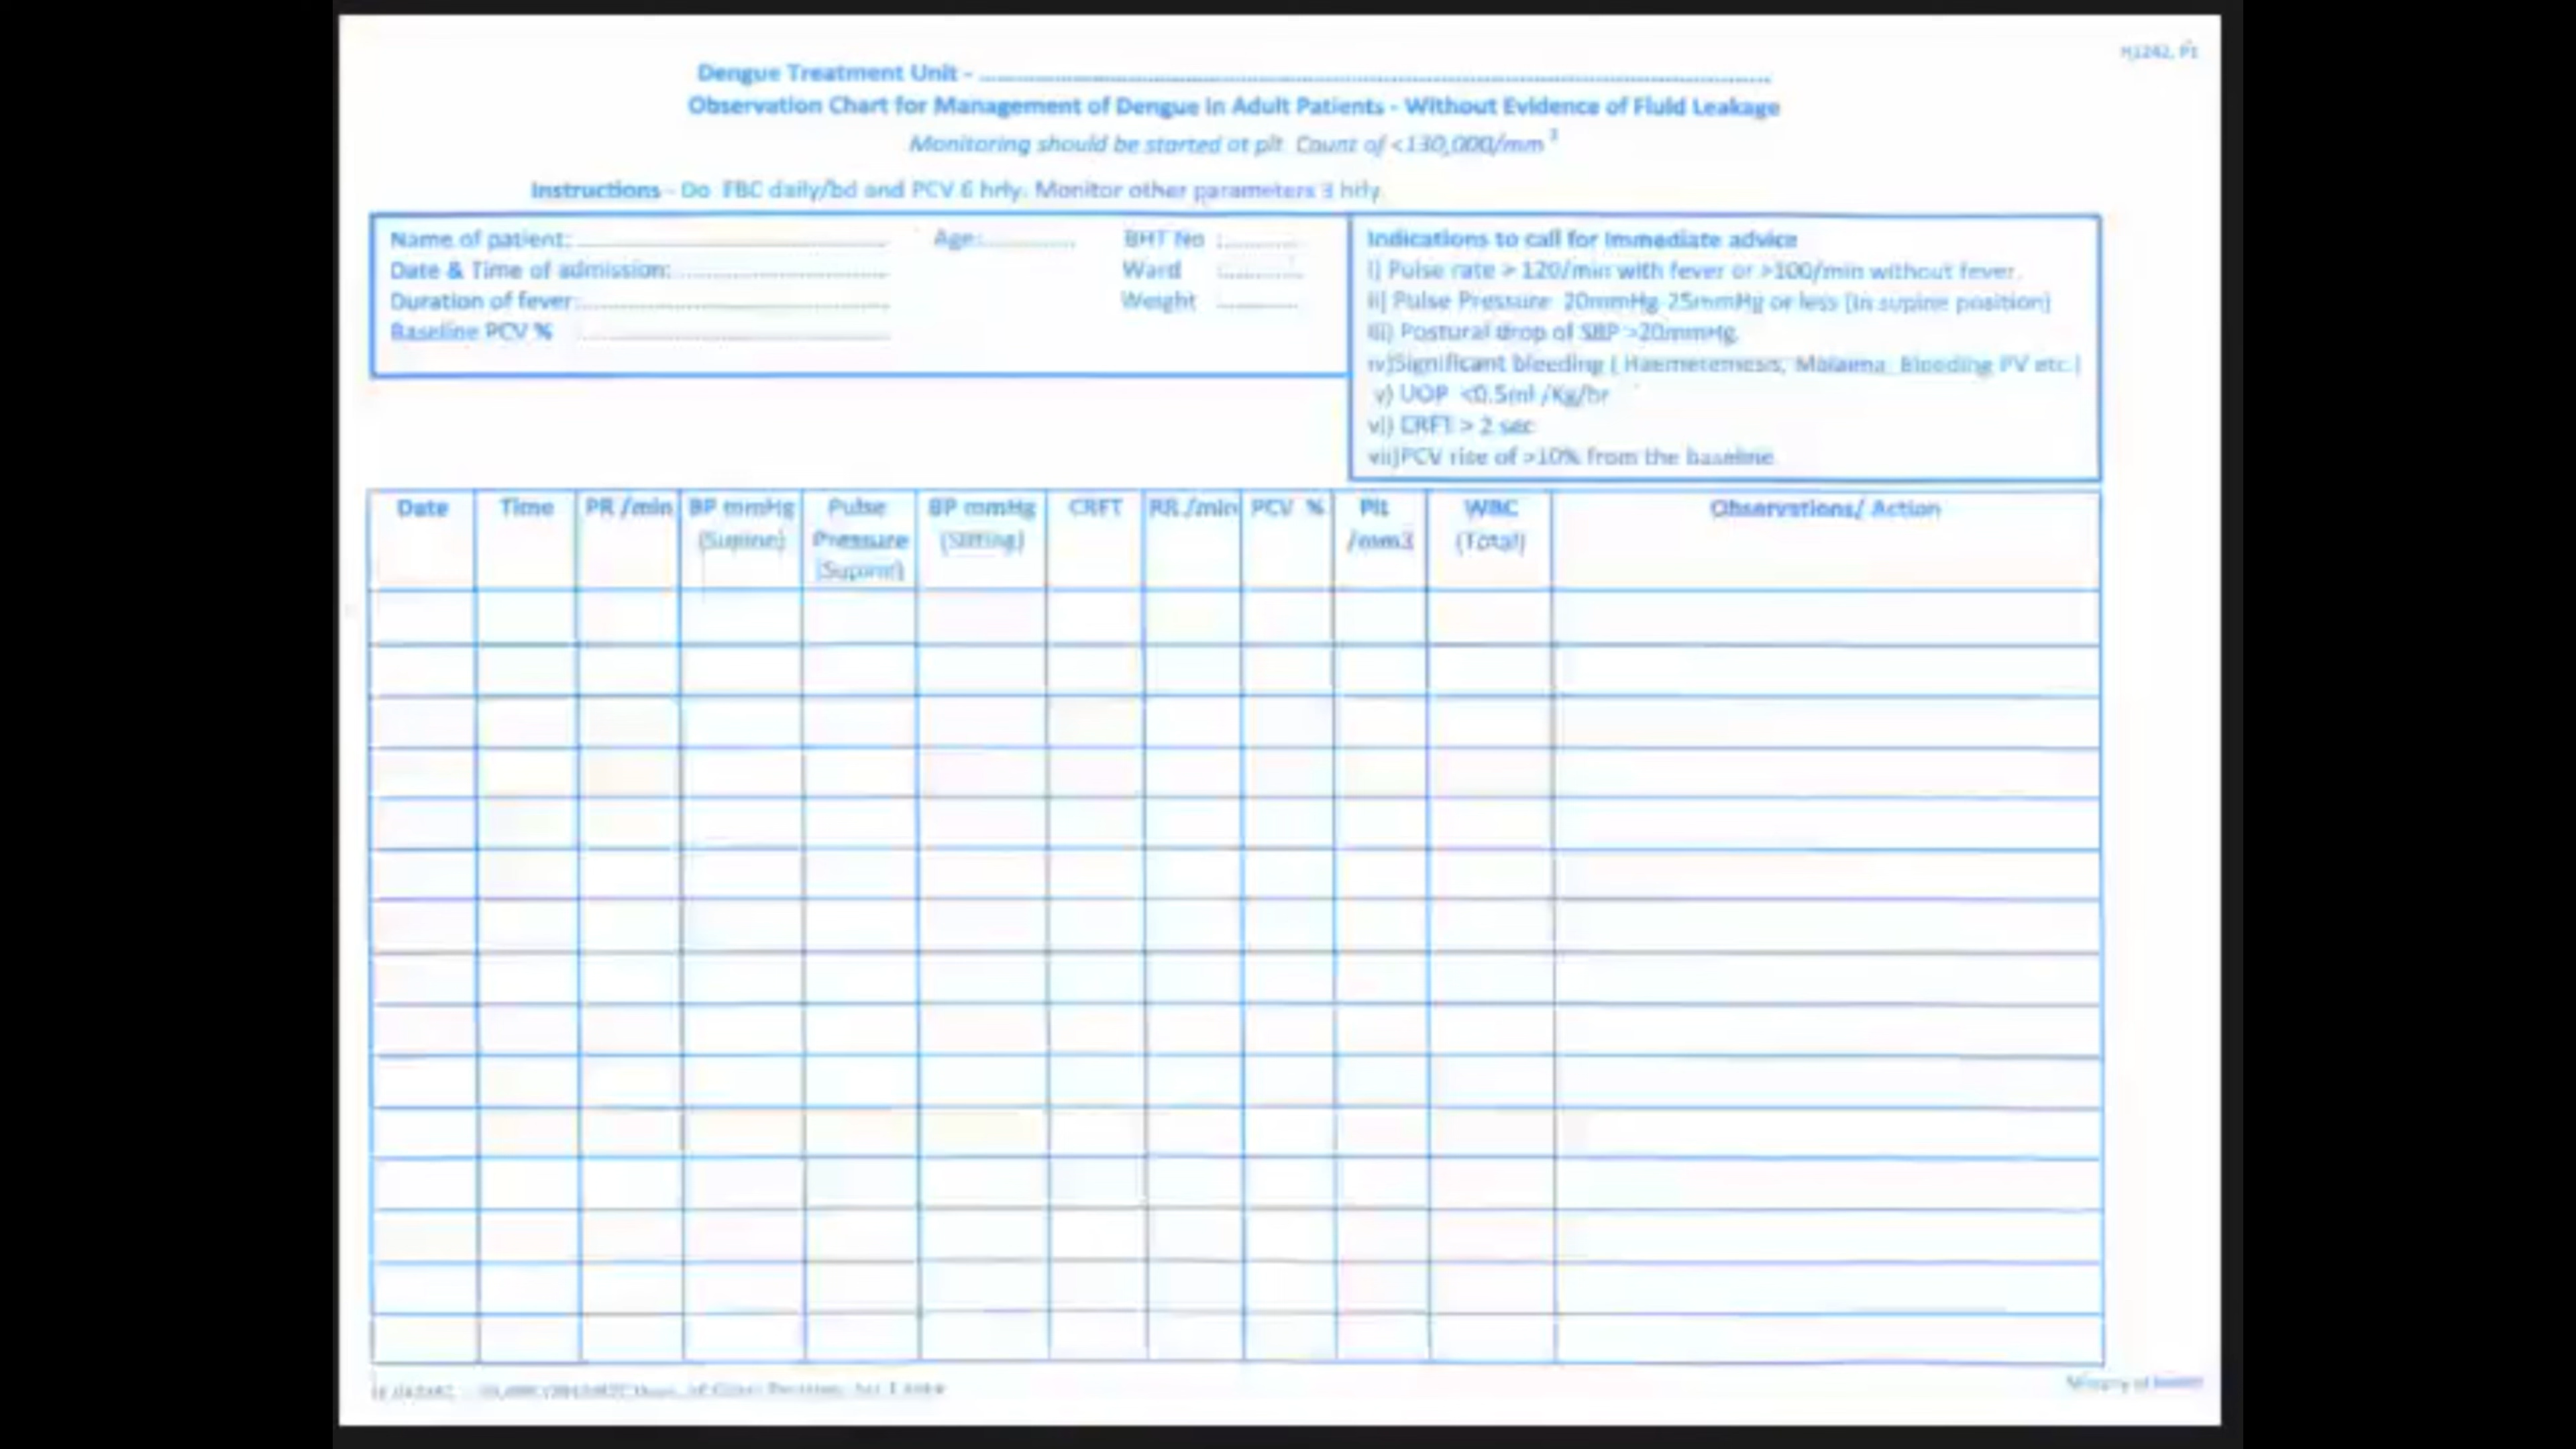 H1242, P1
Dengue Treatment Unit - ........................................
Observation Chart for Management of Dengue in Adult Patients - Without Evidence of Fluid Leakage
Monitoring should be started at plt Count of <130,000/mm 3
Instructions - Do FBC daily/bd and PCV 6 hrly. Monitor other parameters 3 hrly.
Name of patient: .................... Age: .......... BHT No : ..........
Date & Time of admission: .................... Ward : ..........
Duration of fever: .................... Weight ..........
Baseline PCV % ....................
Indications to call for Immediate advice
i) Pulse rate > 120/min with fever or >100/min without fever.
ii) Pulse Pressure 20mmHg-25mmHg or less (in supine position)
iii) Postural drop of SBP >20mmHg.
iv)Significant bleeding ( Haemetemesis, Malaena, Bleeding PV etc.)
v) UOP <0.5ml /Kg/hr
vi) CRFT > 2 sec
vii)PCV rise of >10% from the baseline
Date Time PR /min BP mmHg (Supine) Pulse Pressure (Supine) BP mmHg (Sitting) CRFT RR /min PCV % Plt /mm3 WBC (Total) Observations/ Action
Ministry of Health